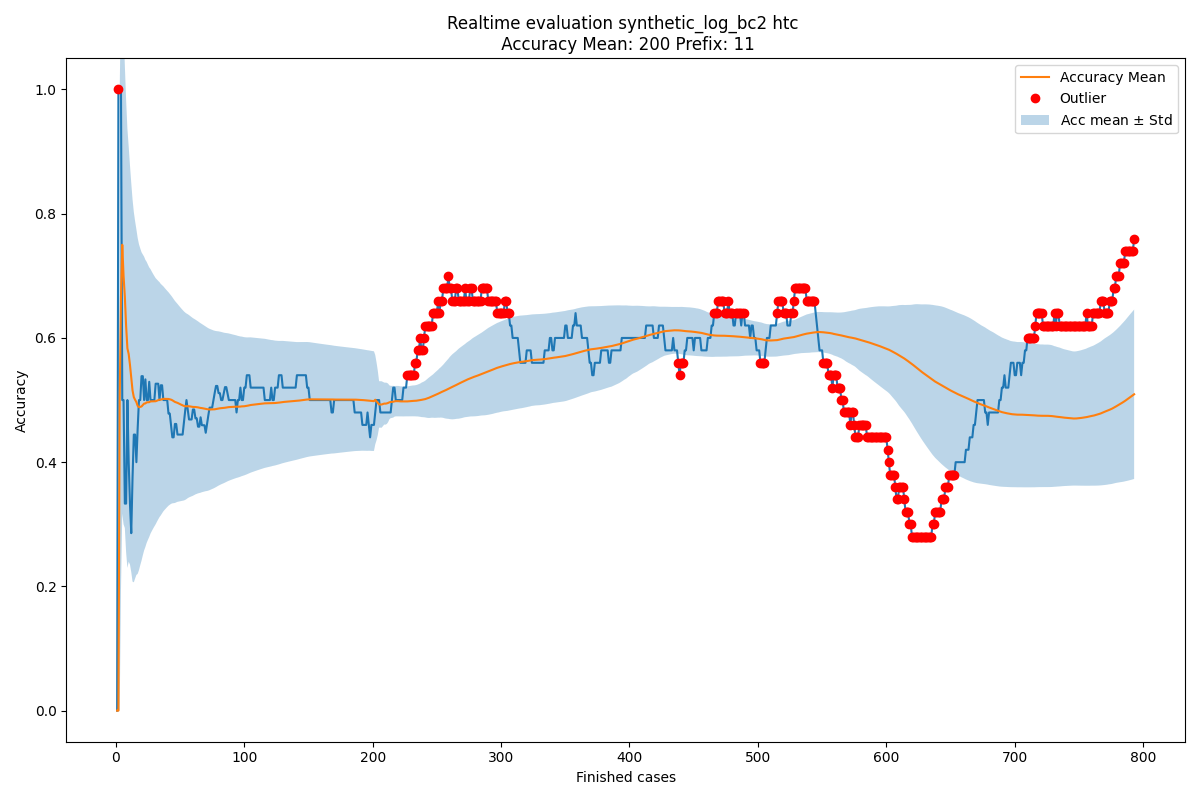 Realtime evaluation synthetic_log_bc2 htc
Accuracy Mean: 200 Prefix: 11
Accuracy Mean
Outlier
Acc mean ± Std
1.0
0.8
0.6
0.4
0.2
0.0
Accuracy
0 100 200 300 400 500 600 700 800
Finished cases